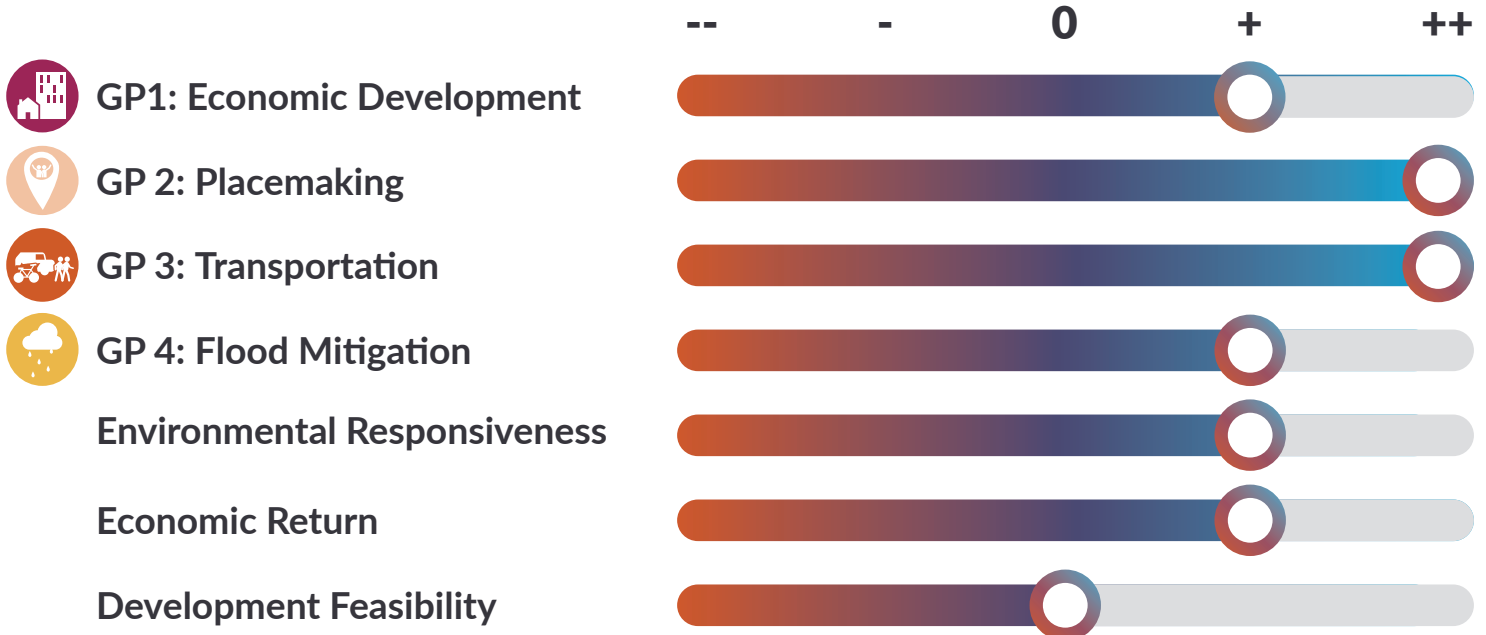 -- - 0 + ++
GP1: Economic Development
GP 2: Placemaking
GP 3: Transportation
GP 4: Flood Mitigation
Environmental Responsiveness
Economic Return
Development Feasibility